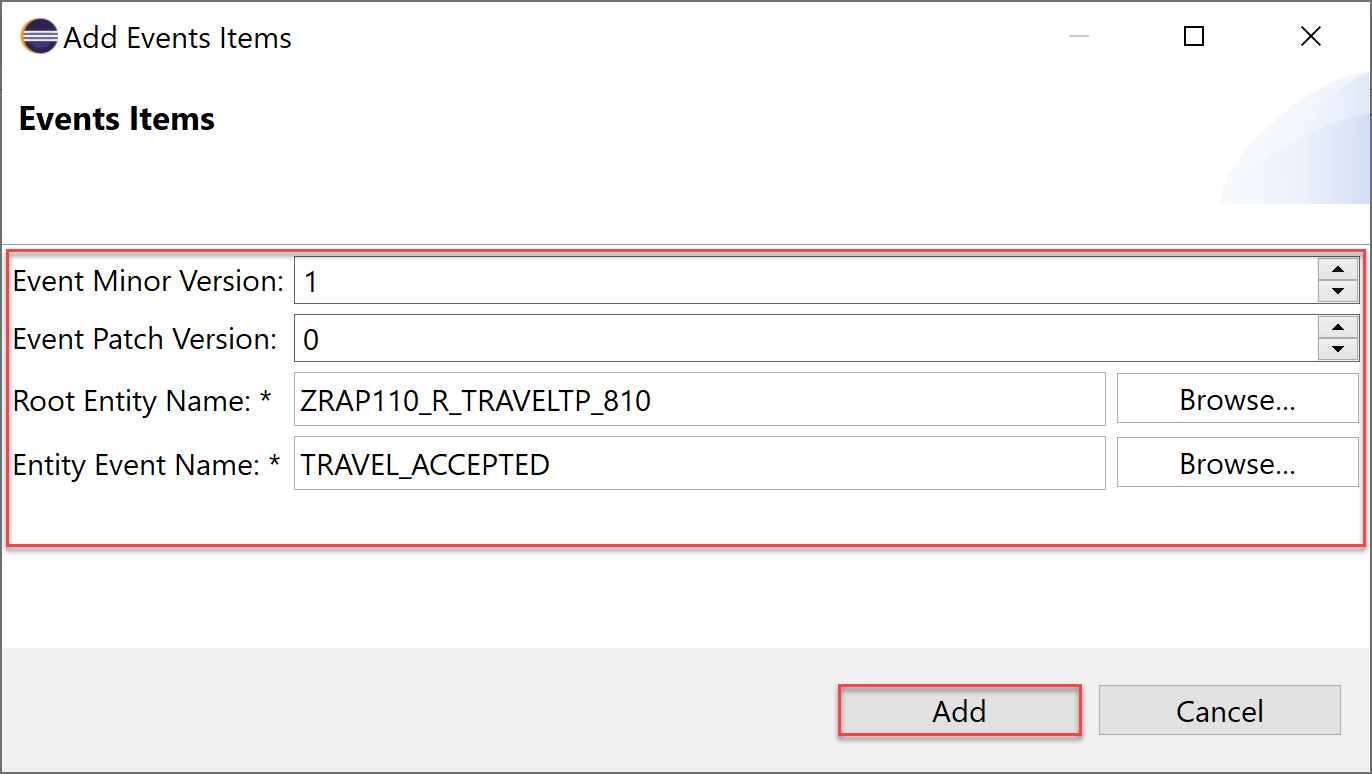 Add Events Items
Events Items
Event Minor Version: 1
Event Patch Version: 0
Root Entity Name: * ZRAP110_R_TRAVELTP_810 Browse...
Entity Event Name: * TRAVEL_ACCEPTED Browse...
Add Cancel